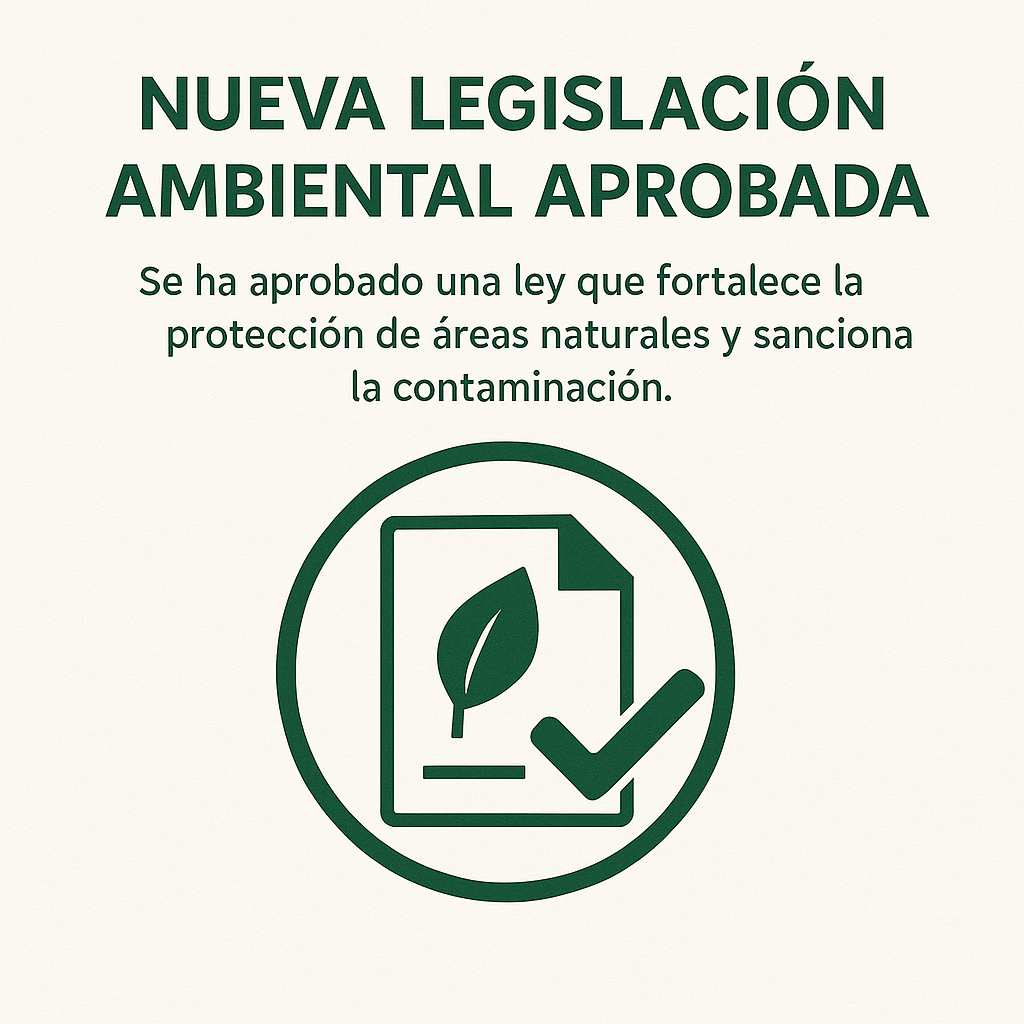 NUEVA LEGISLACIÓN
AMBIENTAL APROBADA
Se ha aprobado una ley que fortalece la
protección de áreas naturales y sanciona
la contaminación.